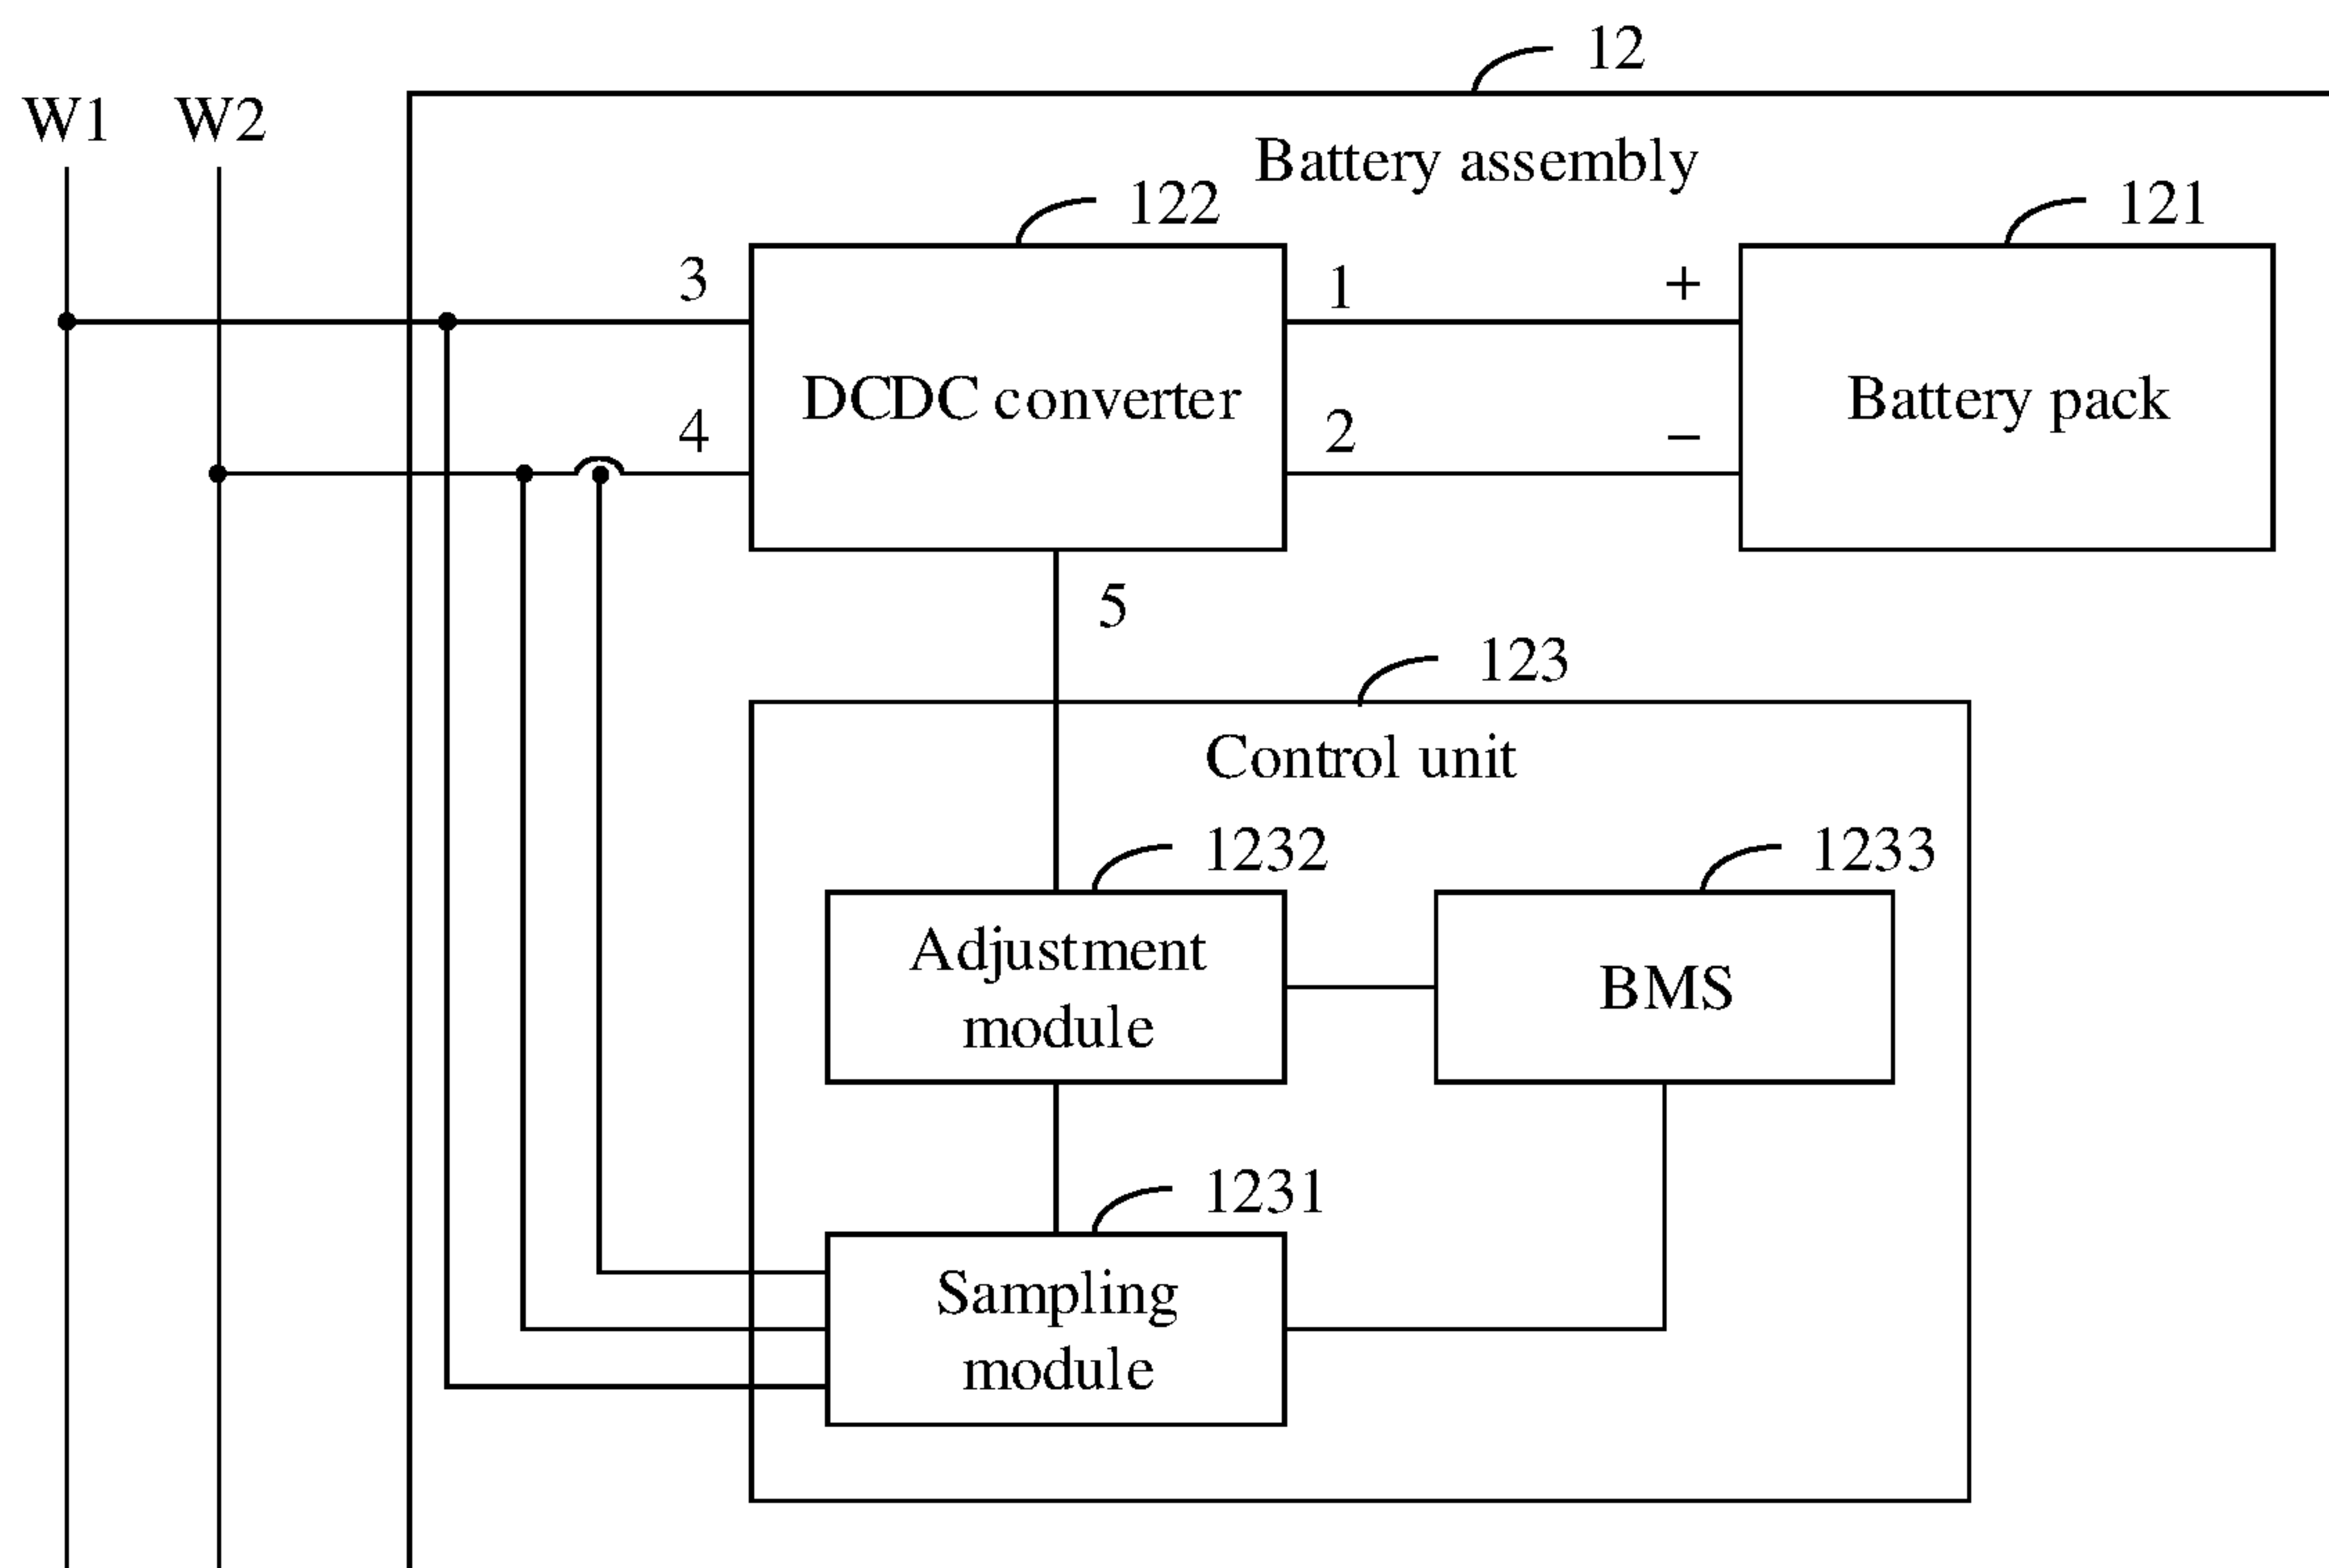 12
W1 W2
Battery assembly
122
121
3
1
+
DCDC converter
Battery pack
4
2
–
5
123
Control unit
1232
1233
Adjustment
module
BMS
1231
Sampling
module